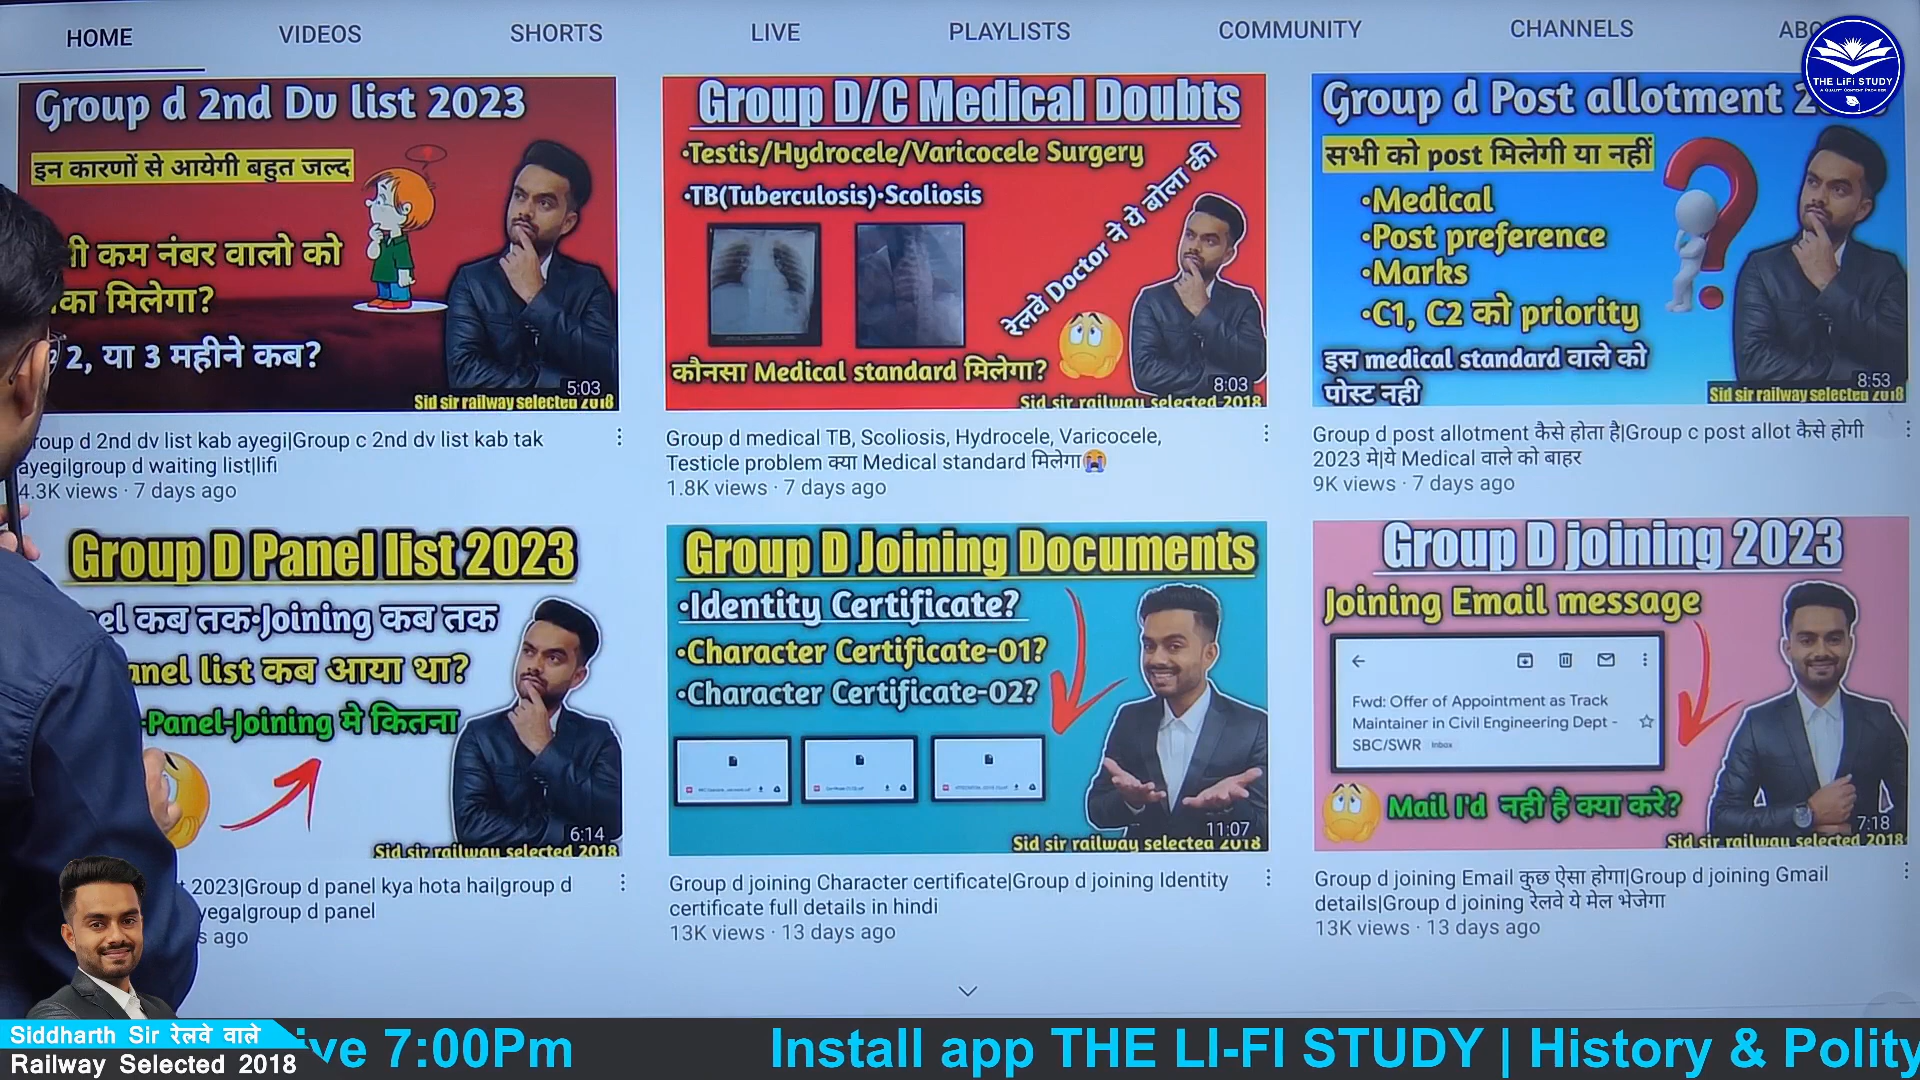 HOME VIDEOS SHORTS LIVE PLAYLISTS COMMUNITY CHANNELS
THE LiFi STUDY
Group d 2nd Dv list 2023
इन कारणों से आयेगी बहुत जल्द
कम नंबर वालो को
मिलेगा?
2, या 3 महीने कब?
5:03
Sid sir railway selected 2018
Group d 2nd dv list kab ayegi|Group c 2nd dv list kab tak
ayegi|group d waiting list|lifi
4.3K views · 7 days ago
Group D/C Medical Doubts
•Testis/Hydrocele/Varicocele Surgery
•TB(Tuberculosis)•Scoliosis
रेलवे Doctor ने ये बोला की
कौनसा Medical standard मिलेगा?
8:03
Sid sir railway selected 2018
Group d medical TB, Scoliosis, Hydrocele, Varicocele,
Testicle problem क्या Medical standard मिलेगा😭
1.8K views · 7 days ago
Group d Post allotment
सभी को post मिलेगी या नहीं
•Medical
•Post preference
•Marks
•C1, C2 को priority
इस medical standard वाले को
पोस्ट नही
8:53
Sid sir railway selected 2018
Group d post allotment कैसे होता है|Group c post allot कैसे होगी
2023 मे|ये Medical वाले को बाहर
9K views · 7 days ago
Group D Panel list 2023
कब तक•Joining कब तक
list कब आया था?
-Panel-Joining मे कितना
6:14
Sid sir railway selected 2018
2023|Group d panel kya hota hai|group d
|group d panel
ago
Group D Joining Documents
•Identity Certificate?
•Character Certificate-01?
•Character Certificate-02?
11:07
Sid sir railway selected 2018
Group d joining Character certificate|Group d joining Identity
certificate full details in hindi
13K views · 13 days ago
Group D joining 2023
Joining Email message
Fwd: Offer of Appointment as Track
Maintainer in Civil Engineering Dept -
SBC/SWR Inbox
Mail I'd नही है क्या करे?
7:18
Sid sir railway selected 2018
Group d joining Email कुछ ऐसा होगा|Group d joining Gmail
details|Group d joining रेलवे ये मेल भेजेगा
13K views · 13 days ago
Siddharth Sir रेलवे वाले
Railway Selected 2018
7:00Pm Install app THE LI-FI STUDY | History & Polity